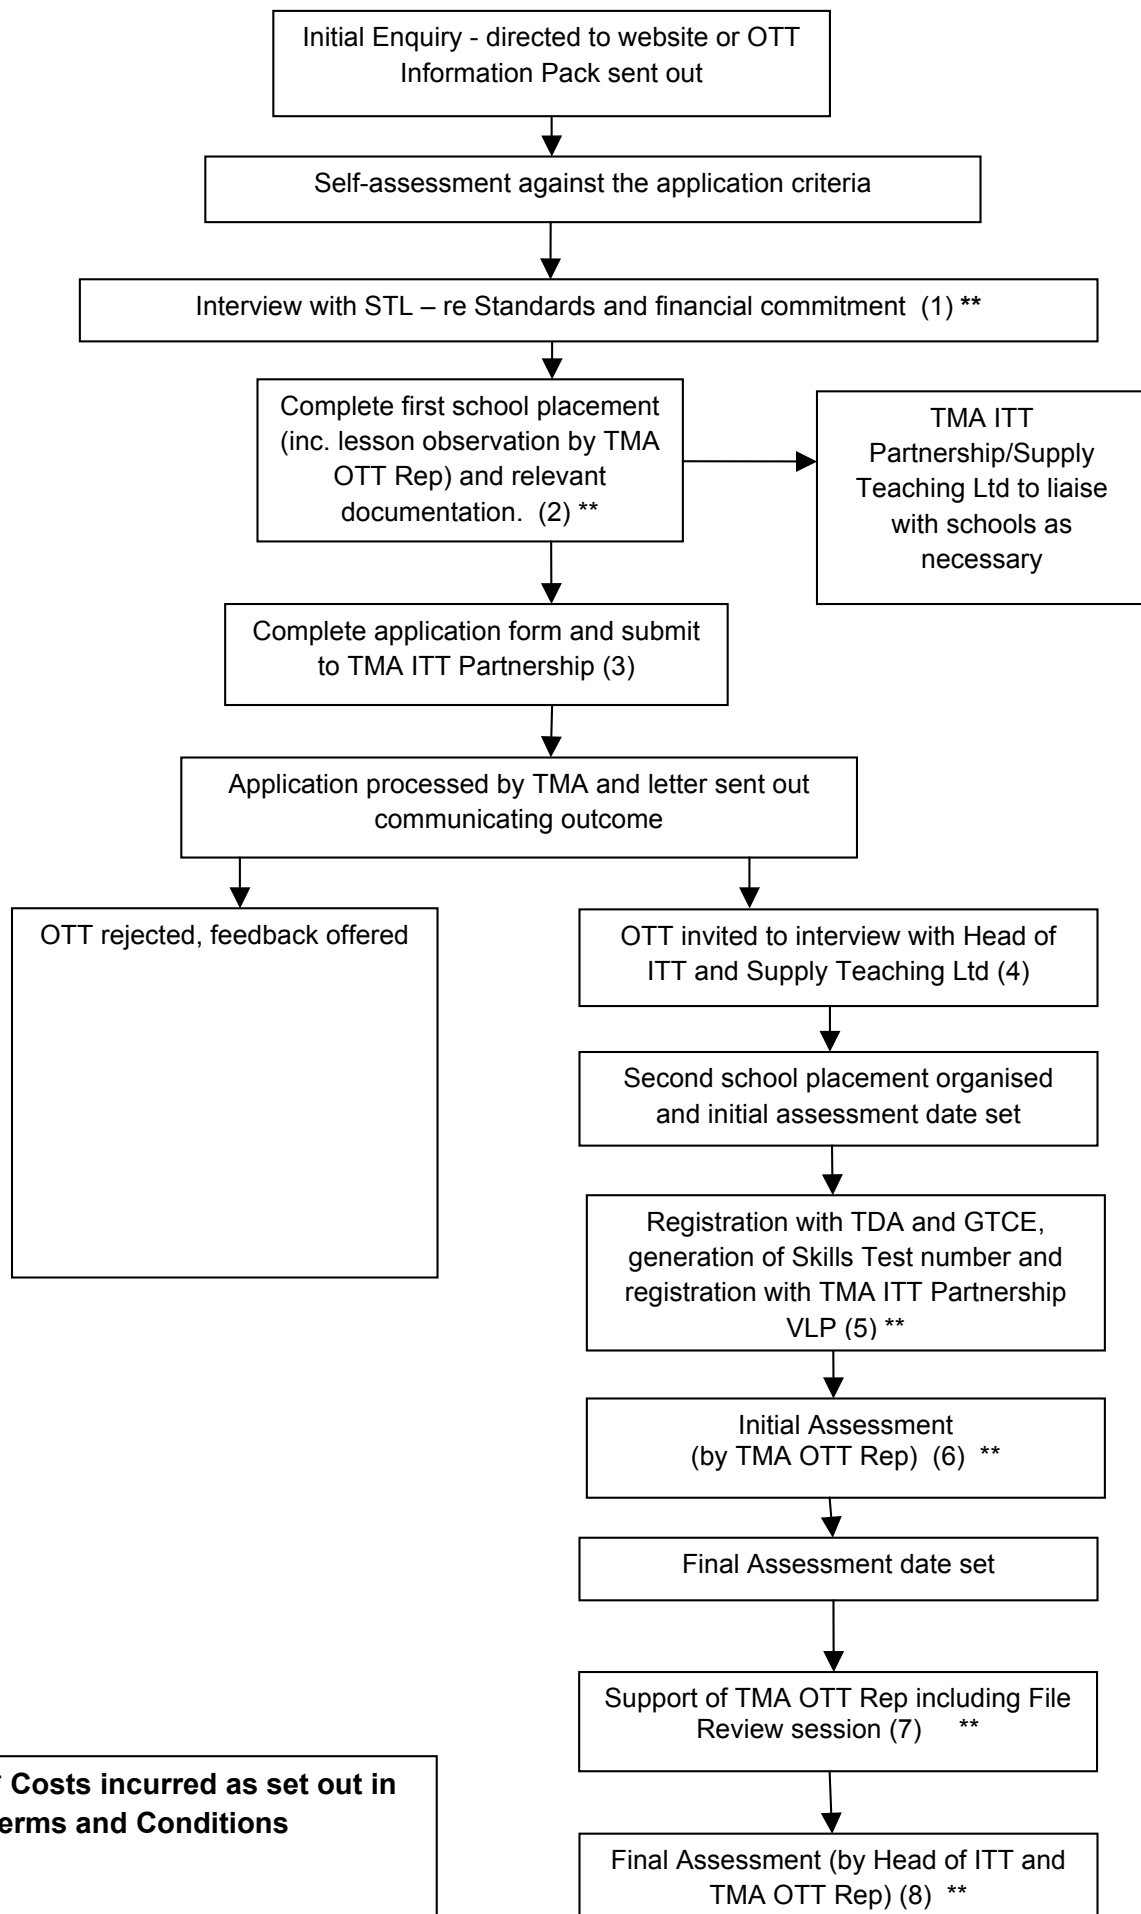 Initial Enquiry - directed to website or OTT
Information Pack sent out
Self-assessment against the application criteria
Interview with STL – re Standards and financial commitment (1) **
Complete first school placement
(inc. lesson observation by TMA
OTT Rep) and relevant
documentation. (2) **
TMA ITT
Partnership/Supply
Teaching Ltd to liaise
with schools as
necessary
Complete application form and submit
to TMA ITT Partnership (3)
Application processed by TMA and letter sent out
communicating outcome
OTT rejected, feedback offered
OTT invited to interview with Head of
ITT and Supply Teaching Ltd (4)
Second school placement organised
and initial assessment date set
Registration with TDA and GTCE,
generation of Skills Test number and
registration with TMA ITT Partnership
VLP (5) **
Initial Assessment
(by TMA OTT Rep) (6) **
Final Assessment date set
Support of TMA OTT Rep including File
Review session (7) **
Final Assessment (by Head of ITT and
TMA OTT Rep) (8) **
* Costs incurred as set out in
erms and Conditions